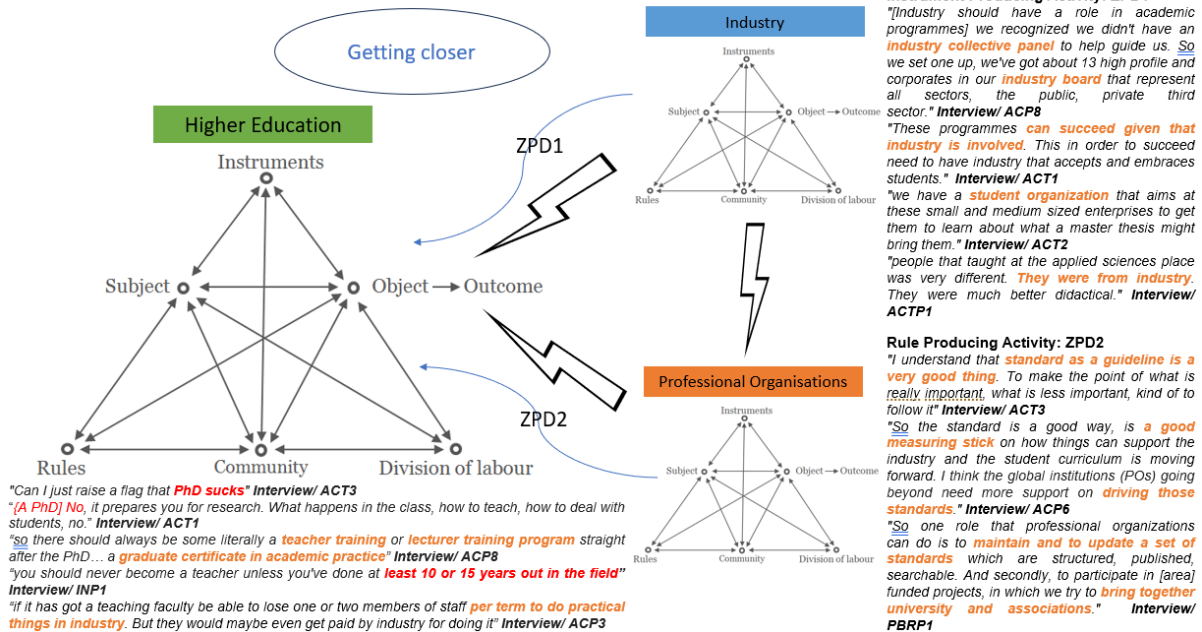 Getting closer
Higher Education
Instruments
Subject
Object
Outcome
Rules
Community
Division of labour
ZPD1
ZPD2
Industry
Instruments
Subject
Object
Outcome
Rules
Community
Division of labour
Professional Organisations
Instruments
Subject
Object
Outcome
Rules
Community
Division of labour
"Can I just raise a flag that PhD sucks" Interview/ ACT3
"{A PhD] No, it prepares you for research. What happens in the class, how to teach, how to deal with
students, no." Interview/ ACT1
"so there should always be some literally a teacher training or lecturer training program straight
after the PhD… a graduate certificate in academic practice" Interview/ ACP8
"you should never become a teacher unless you've done at least 10 or 15 years out in the field"
Interview/ INP1
"if it has got a teaching faculty be able to lose one or two members of staff per term to do practical
things in industry. But they would maybe even get paid by industry for doing it" Interview/ ACP3
"[Industry should have a role in academic
programmes] we recognized we didn't have an
industry collective panel to help guide us. So
we set one up, we've got about 13 high profile and
corporates in our industry board that represent
all sectors, the public, private third
sector." Interview/ ACP8
"These programmes can succeed given that
industry is involved. This in order to succeed
need to have industry that accepts and embraces
students." Interview/ ACT1
"we have a student organization that aims at
these small and medium sized enterprises to get
them to learn about what a master thesis might
bring them." Interview/ ACT2
"people that taught at the applied sciences place
was very different. They were from industry.
They were much better didactical." Interview/
ACTP1
Rule Producing Activity: ZPD2
"I understand that standard as a guideline is a
very good thing. To make the point of what is
really important, what is less important, kind of to
follow it" Interview/ ACT3
"So the standard is a good way, is a good
measuring stick on how things can support the
industry and the student curriculum is moving
forward. I think the global institutions (POs) going
beyond need more support on driving those
standards." Interview/ ACP6
"So one role that professional organizations
can do is to maintain and to update a set of
standards which are structured, published,
searchable. And secondly, to participate in [area]
funded projects, in which we try to bring together
university and associations." Interview/
PBRP1